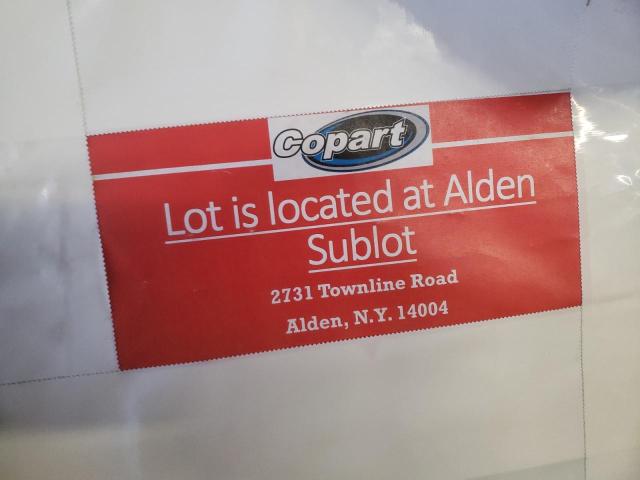 Copart
Lot is located at Alden
Sublot
2731 Townline Road
Alden, N.Y. 14004